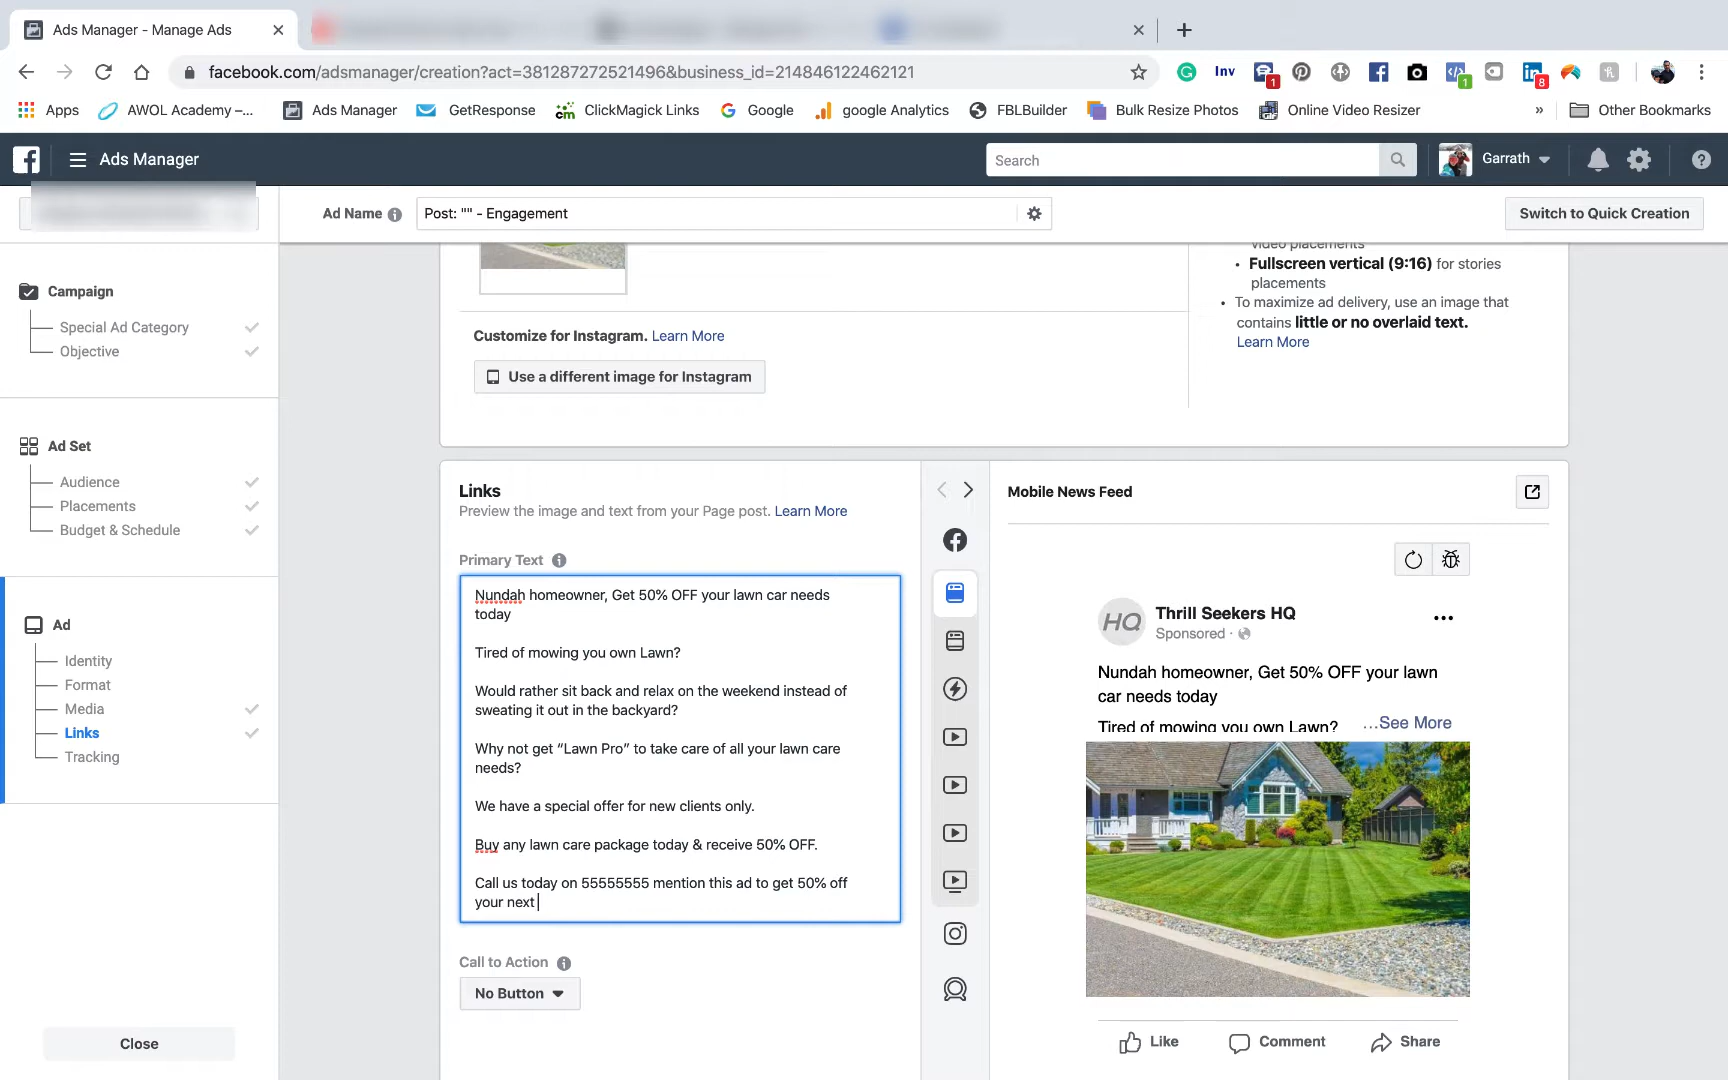 Ads Manager - Manage Ads
facebook.com/adsmanager/creation?act=381287272521496&business_id=214846122462121
Inv
1
1
8
Apps
AWOL Academy –...
Ads Manager
GetResponse
cm
ClickMagick Links
Google
google Analytics
FBLBuilder
Bulk Resize Photos
Online Video Resizer
»
Other Bookmarks
Ads Manager
Search
Garrath
Ad Name
Post: "" - Engagement
Switch to Quick Creation
Campaign
Special Ad Category
Objective
Ad Set
Audience
Placements
Budget & Schedule
Ad
Identity
Format
Media
Links
Tracking
Close
Customize for Instagram. Learn More
Use a different image for Instagram
video placements
• Fullscreen vertical (9:16) for stories
placements
• To maximize ad delivery, use an image that
contains little or no overlaid text.
Learn More
Links
Preview the image and text from your Page post. Learn More
Primary Text
Nundah homeowner, Get 50% OFF your lawn car needs
today
Tired of mowing you own Lawn?
Would rather sit back and relax on the weekend instead of
sweating it out in the backyard?
Why not get “Lawn Pro” to take care of all your lawn care
needs?
We have a special offer for new clients only.
Buy any lawn care package today & receive 50% OFF.
Call us today on 55555555 mention this ad to get 50% off
your next
Call to Action
No Button
Mobile News Feed
HQ
Thrill Seekers HQ
Sponsored ·
Nundah homeowner, Get 50% OFF your lawn
car needs today
Tired of mowing you own Lawn?
...See More
Like
Comment
Share